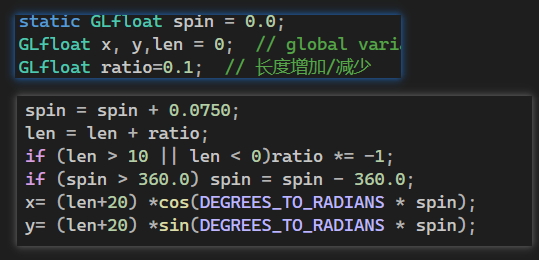 static GLfloat spin = 0.0;
GLfloat x, y,len = 0;  // global
GLfloat ratio=0.1;  // 长度增加/减少
spin = spin + 0.0750;
len = len + ratio;
if (len > 10 || len < 0)ratio *= -1;
if (spin > 360.0) spin = spin - 360.0;
x= (len+20) *cos(DEGREES_TO_RADIANS * spin);
y= (len+20) *sin(DEGREES_TO_RADIANS * spin);